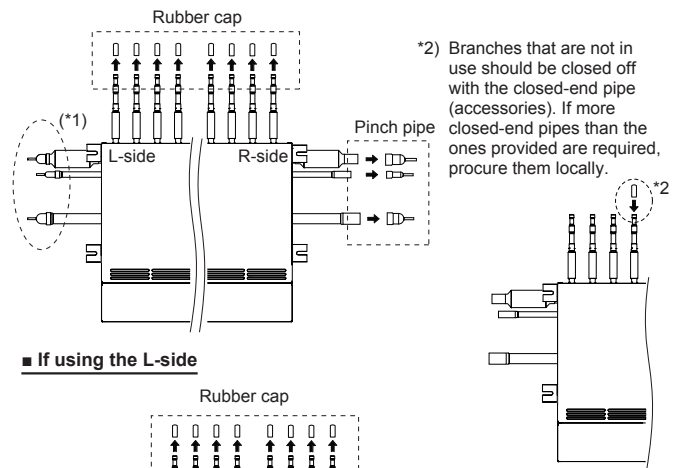 Rubber cap
(*1)
L-side
R-side
Pinch pipe
*2) Branches that are not in
use should be closed off
with the closed-end pipe
(accessories). If more
closed-end pipes than the
ones provided are required,
procure them locally.
*2
■ If using the L-side
Rubber cap